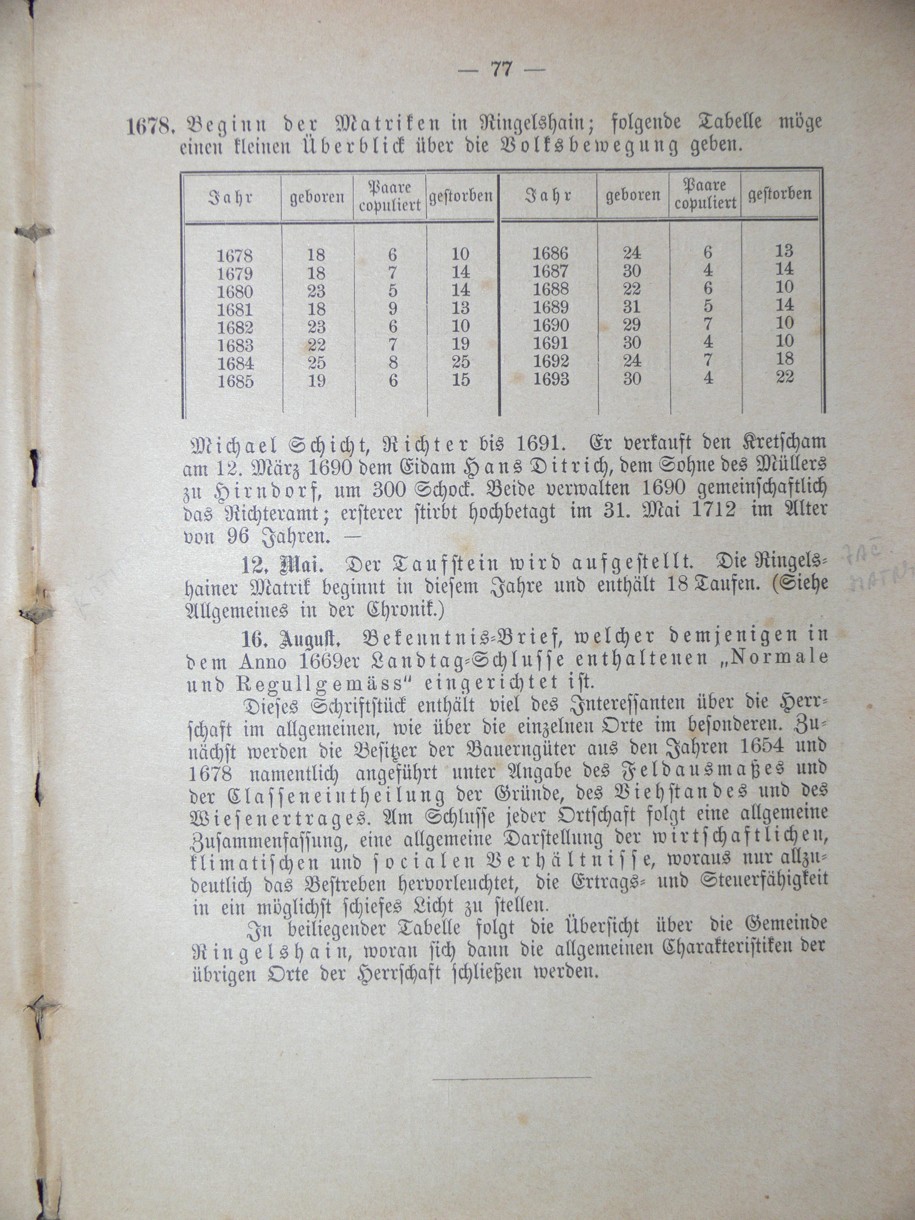 — 77 —
1678. Beginn der Matriken in Ringelshain; folgende Tabelle möge
einen kleinen Überblick über die Volksbewegung geben.
Jahr geboren Paare copuliert gestorben Jahr geboren Paare copuliert gestorben
1678 18 6 10 1686 24 6 13
1679 18 7 14 1687 30 4 14
1680 23 5 14 1688 22 6 10
1681 18 9 13 1689 31 5 14
1682 23 6 10 1690 29 7 10
1683 22 7 19 1691 30 4 10
1684 25 8 25 1692 24 7 18
1685 19 6 15 1693 30 4 22
Michael Schicht, Richter bis 1691. Er verkauft den Kretscham
am 12. März 1690 dem Eidam Hans Ditrich, dem Sohne des Müllers
zu Hirndorf, um 300 Schock. Beide verwalten 1690 gemeinschaftlich
das Richteramt; ersterer stirbt hochbetagt im 31. Mai 1712 im Alter
von 96 Jahren. —
12. Mai. Der Taufstein wird aufgestellt. Die Ringels-
hainer Matrik beginnt in diesem Jahre und enthält 18 Taufen. (Siehe
Allgemeines in der Chronik.)
16. August. Bekenntnis-Brief, welcher demjenigen in
dem Anno 1669er Landtag-Schlusse enthaltenen „Normale
und Regullgemäss" eingerichtet ist.
Dieses Schriftstück enthält viel des Interessanten über die Herr-
schaft im allgemeinen, wie über die einzelnen Orte im besonderen. Zu-
nächst werden die Besitzer der Bauerngüter aus den Jahren 1654 und
1678 namentlich angeführt unter Angabe des Feldausmaßes und
der Classeneintheilung der Gründe, des Viehstandes und des
Wiesenertrages. Am Schlusse jeder Ortschaft folgt eine allgemeine
Zusammenfassung, eine allgemeine Darstellung der wirtschaftlichen,
klimatischen und socialen Verhältnisse, woraus nur allzu-
deutlich das Bestreben hervorleuchtet, die Ertrags- und Steuerfähigkeit
in ein möglichst schiefes Licht zu stellen.
In beiliegender Tabelle folgt die Übersicht über die Gemeinde
Ringelshain, woran sich dann die allgemeinen Charakteristiken der
übrigen Orte der Herrschaft schließen werden.